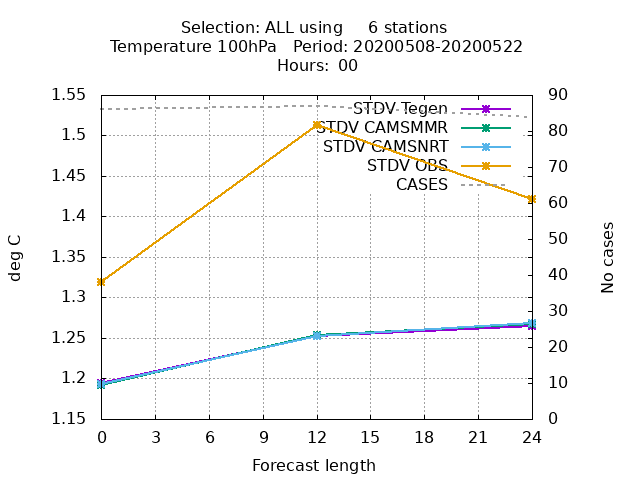 Selection: ALL using     6 stations
Temperature 100hPa   Period: 20200508-20200522
Hours:  00
1.55
1.5
1.45
1.4
1.35
1.3
1.25
1.2
1.15
deg C
STDV Tegen
STDV CAMSMMR
STDV CAMSNRT
STDV OBS
CASES
90
80
70
60
50
40
30
20
10
0
No cases
0 3 6 9 12 15 18 21 24
Forecast length